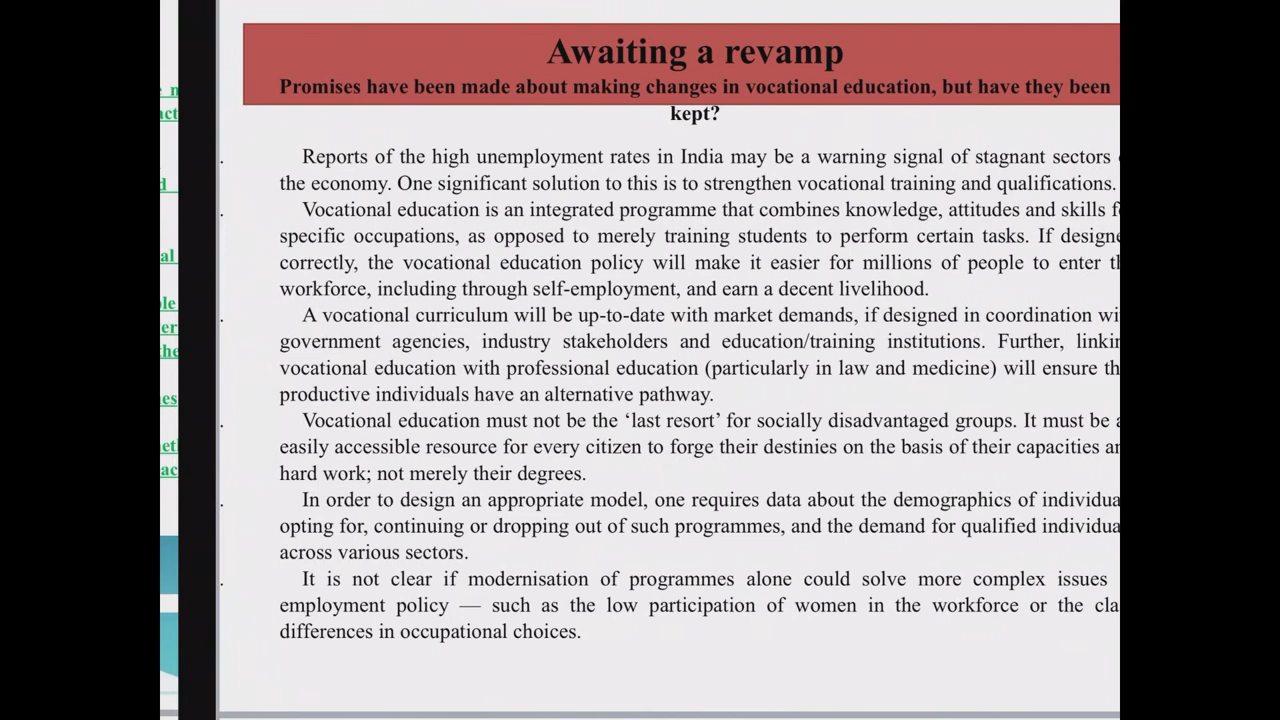 Awaiting a revamp
Promises have been made about making changes in vocational education, but have they been
kept?
Reports of the high unemployment rates in India may be a warning signal of stagnant sectors
the economy. One significant solution to this is to strengthen vocational training and qualifications.
Vocational education is an integrated programme that combines knowledge, attitudes and skills
specific occupations, as opposed to merely training students to perform certain tasks. If
correctly, the vocational education policy will make it easier for millions of people to enter
workforce, including through self-employment, and earn a decent livelihood.
A vocational curriculum will be up-to-date with market demands, if designed in coordination
government agencies, industry stakeholders and education/training institutions. Further,
vocational education with professional education (particularly in law and medicine) will ensure
productive individuals have an alternative pathway.
Vocational education must not be the ‘last resort’ for socially disadvantaged groups. It must be
easily accessible resource for every citizen to forge their destinies on the basis of their capacities
hard work; not merely their degrees.
In order to design an appropriate model, one requires data about the demographics of
opting for, continuing or dropping out of such programmes, and the demand for qualified
across various sectors.
It is not clear if modernisation of programmes alone could solve more complex issues
employment policy — such as the low participation of women in the workforce or the
differences in occupational choices.